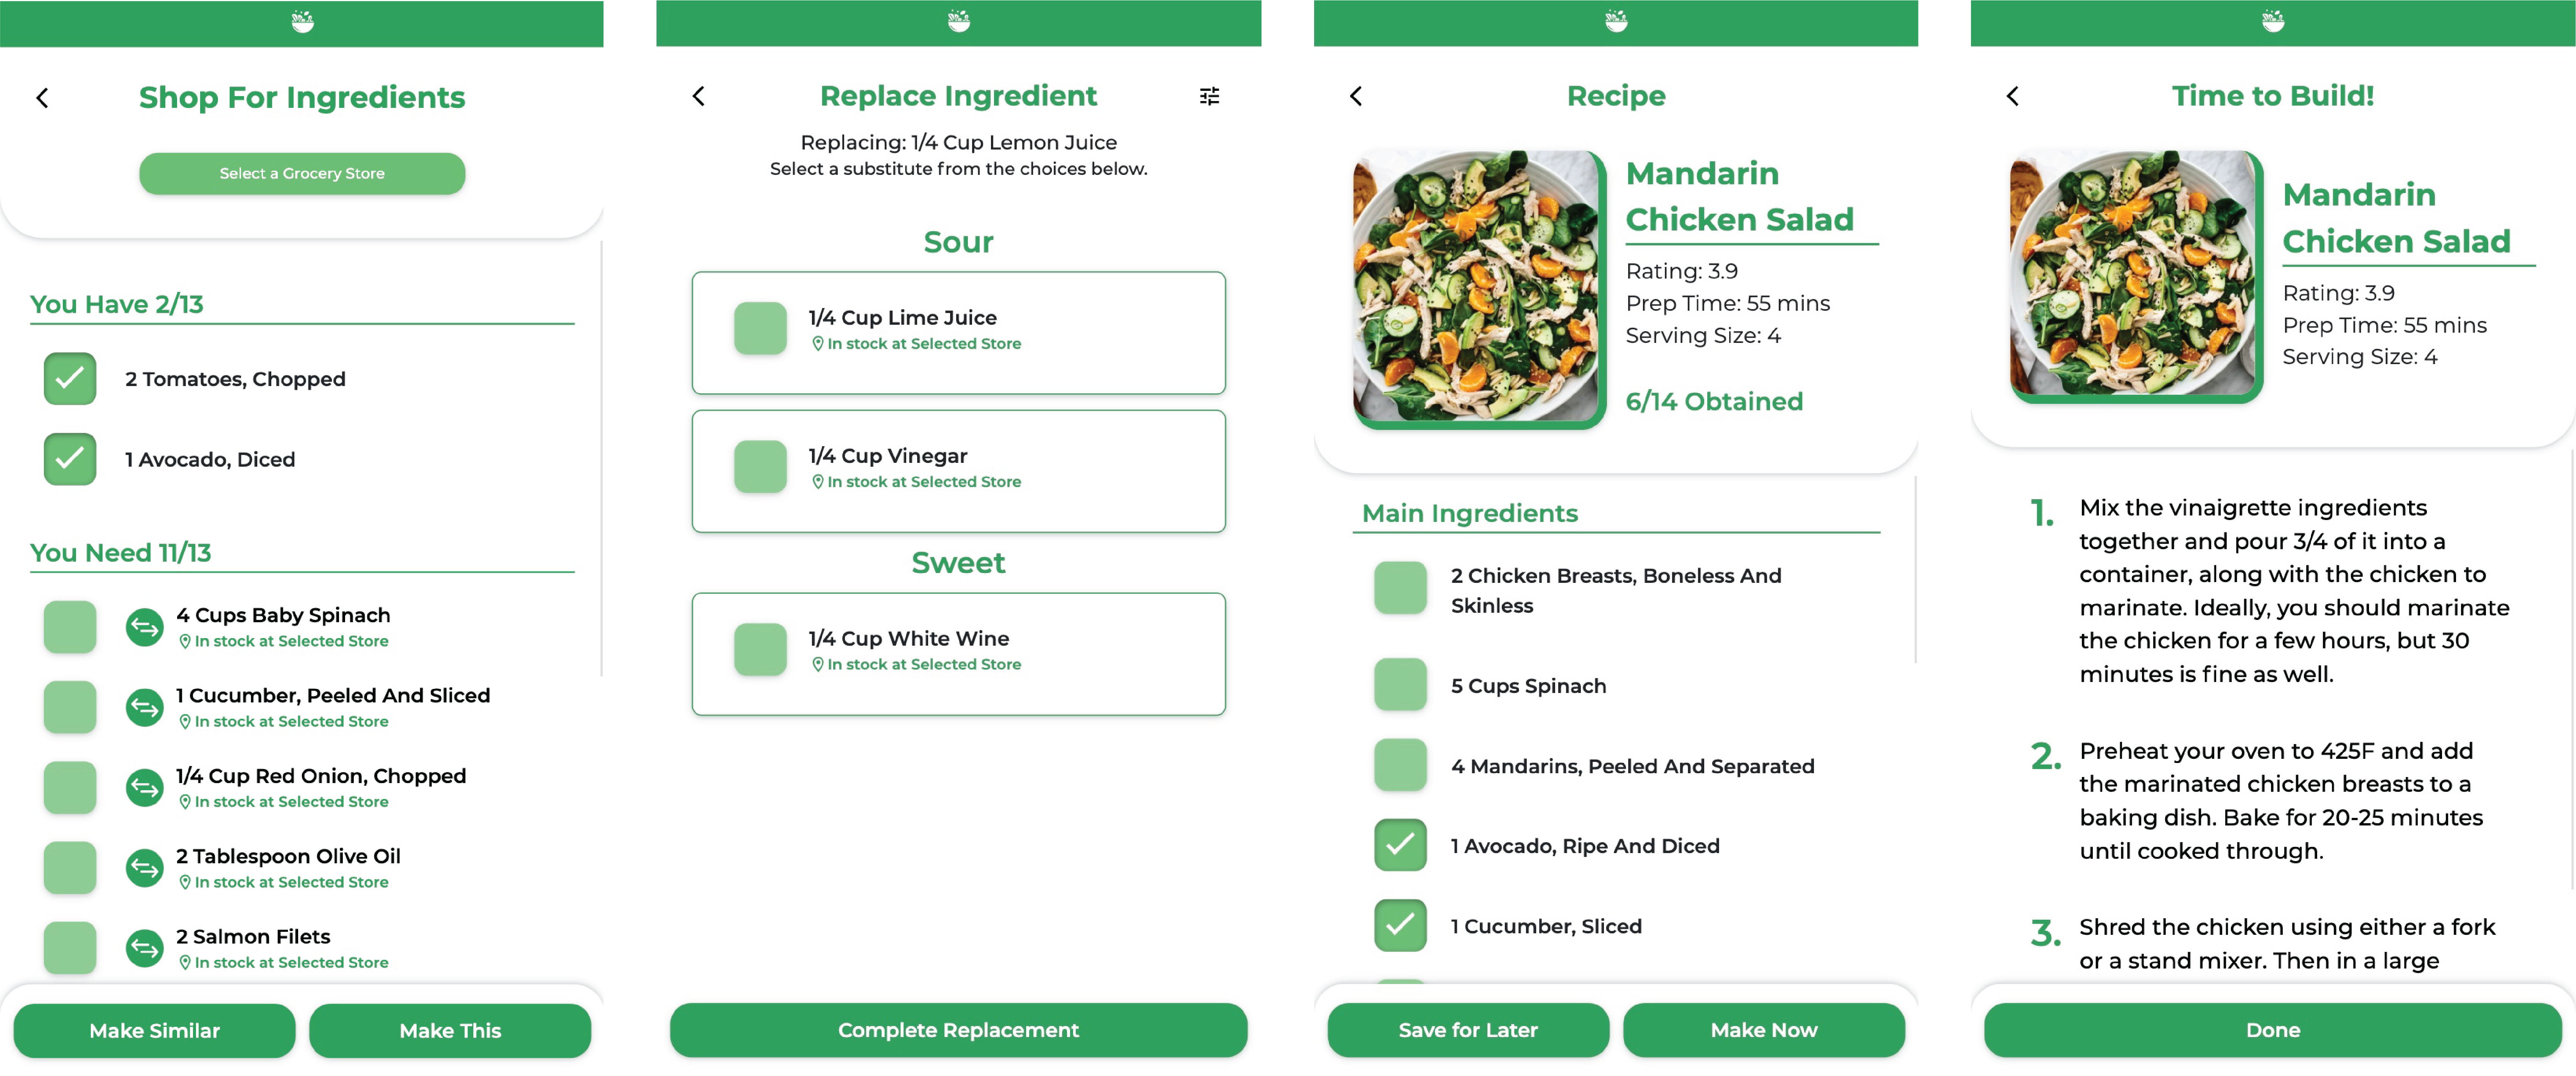 Shop For Ingredients
Select a Grocery Store
You Have 2/13
2 Tomatoes, Chopped
1 Avocado, Diced
You Need 11/13
4 Cups Baby Spinach
In stock at Selected Store
1 Cucumber, Peeled And Sliced
In stock at Selected Store
1/4 Cup Red Onion, Chopped
In stock at Selected Store
2 Tablespoon Olive Oil
In stock at Selected Store
2 Salmon Filets
In stock at Selected Store
Make Similar
Make This
Replace Ingredient
Replacing: 1/4 Cup Lemon Juice
Select a substitute from the choices below.
Sour
1/4 Cup Lime Juice
In stock at Selected Store
1/4 Cup Vinegar
In stock at Selected Store
Sweet
1/4 Cup White Wine
In stock at Selected Store
Complete Replacement
Recipe
Mandarin
Chicken Salad
Rating: 3.9
Prep Time: 55 mins
Serving Size: 4
6/14 Obtained
Main Ingredients
2 Chicken Breasts, Boneless And
Skinless
5 Cups Spinach
4 Mandarins, Peeled And Separated
1 Avocado, Ripe And Diced
1 Cucumber, Sliced
Save for Later
Make Now
Time to Build!
Mandarin
Chicken Salad
Rating: 3.9
Prep Time: 55 mins
Serving Size: 4
1. Mix the vinaigrette ingredients
together and pour 3/4 of it into a
container, along with the chicken to
marinate. Ideally, you should marinate
the chicken for a few hours, but 30
minutes is fine as well.
2. Preheat your oven to 425F and add
the marinated chicken breasts to a
baking dish. Bake for 20-25 minutes
until cooked through.
3. Shred the chicken using either a fork
or a stand mixer. Then in a large
Done